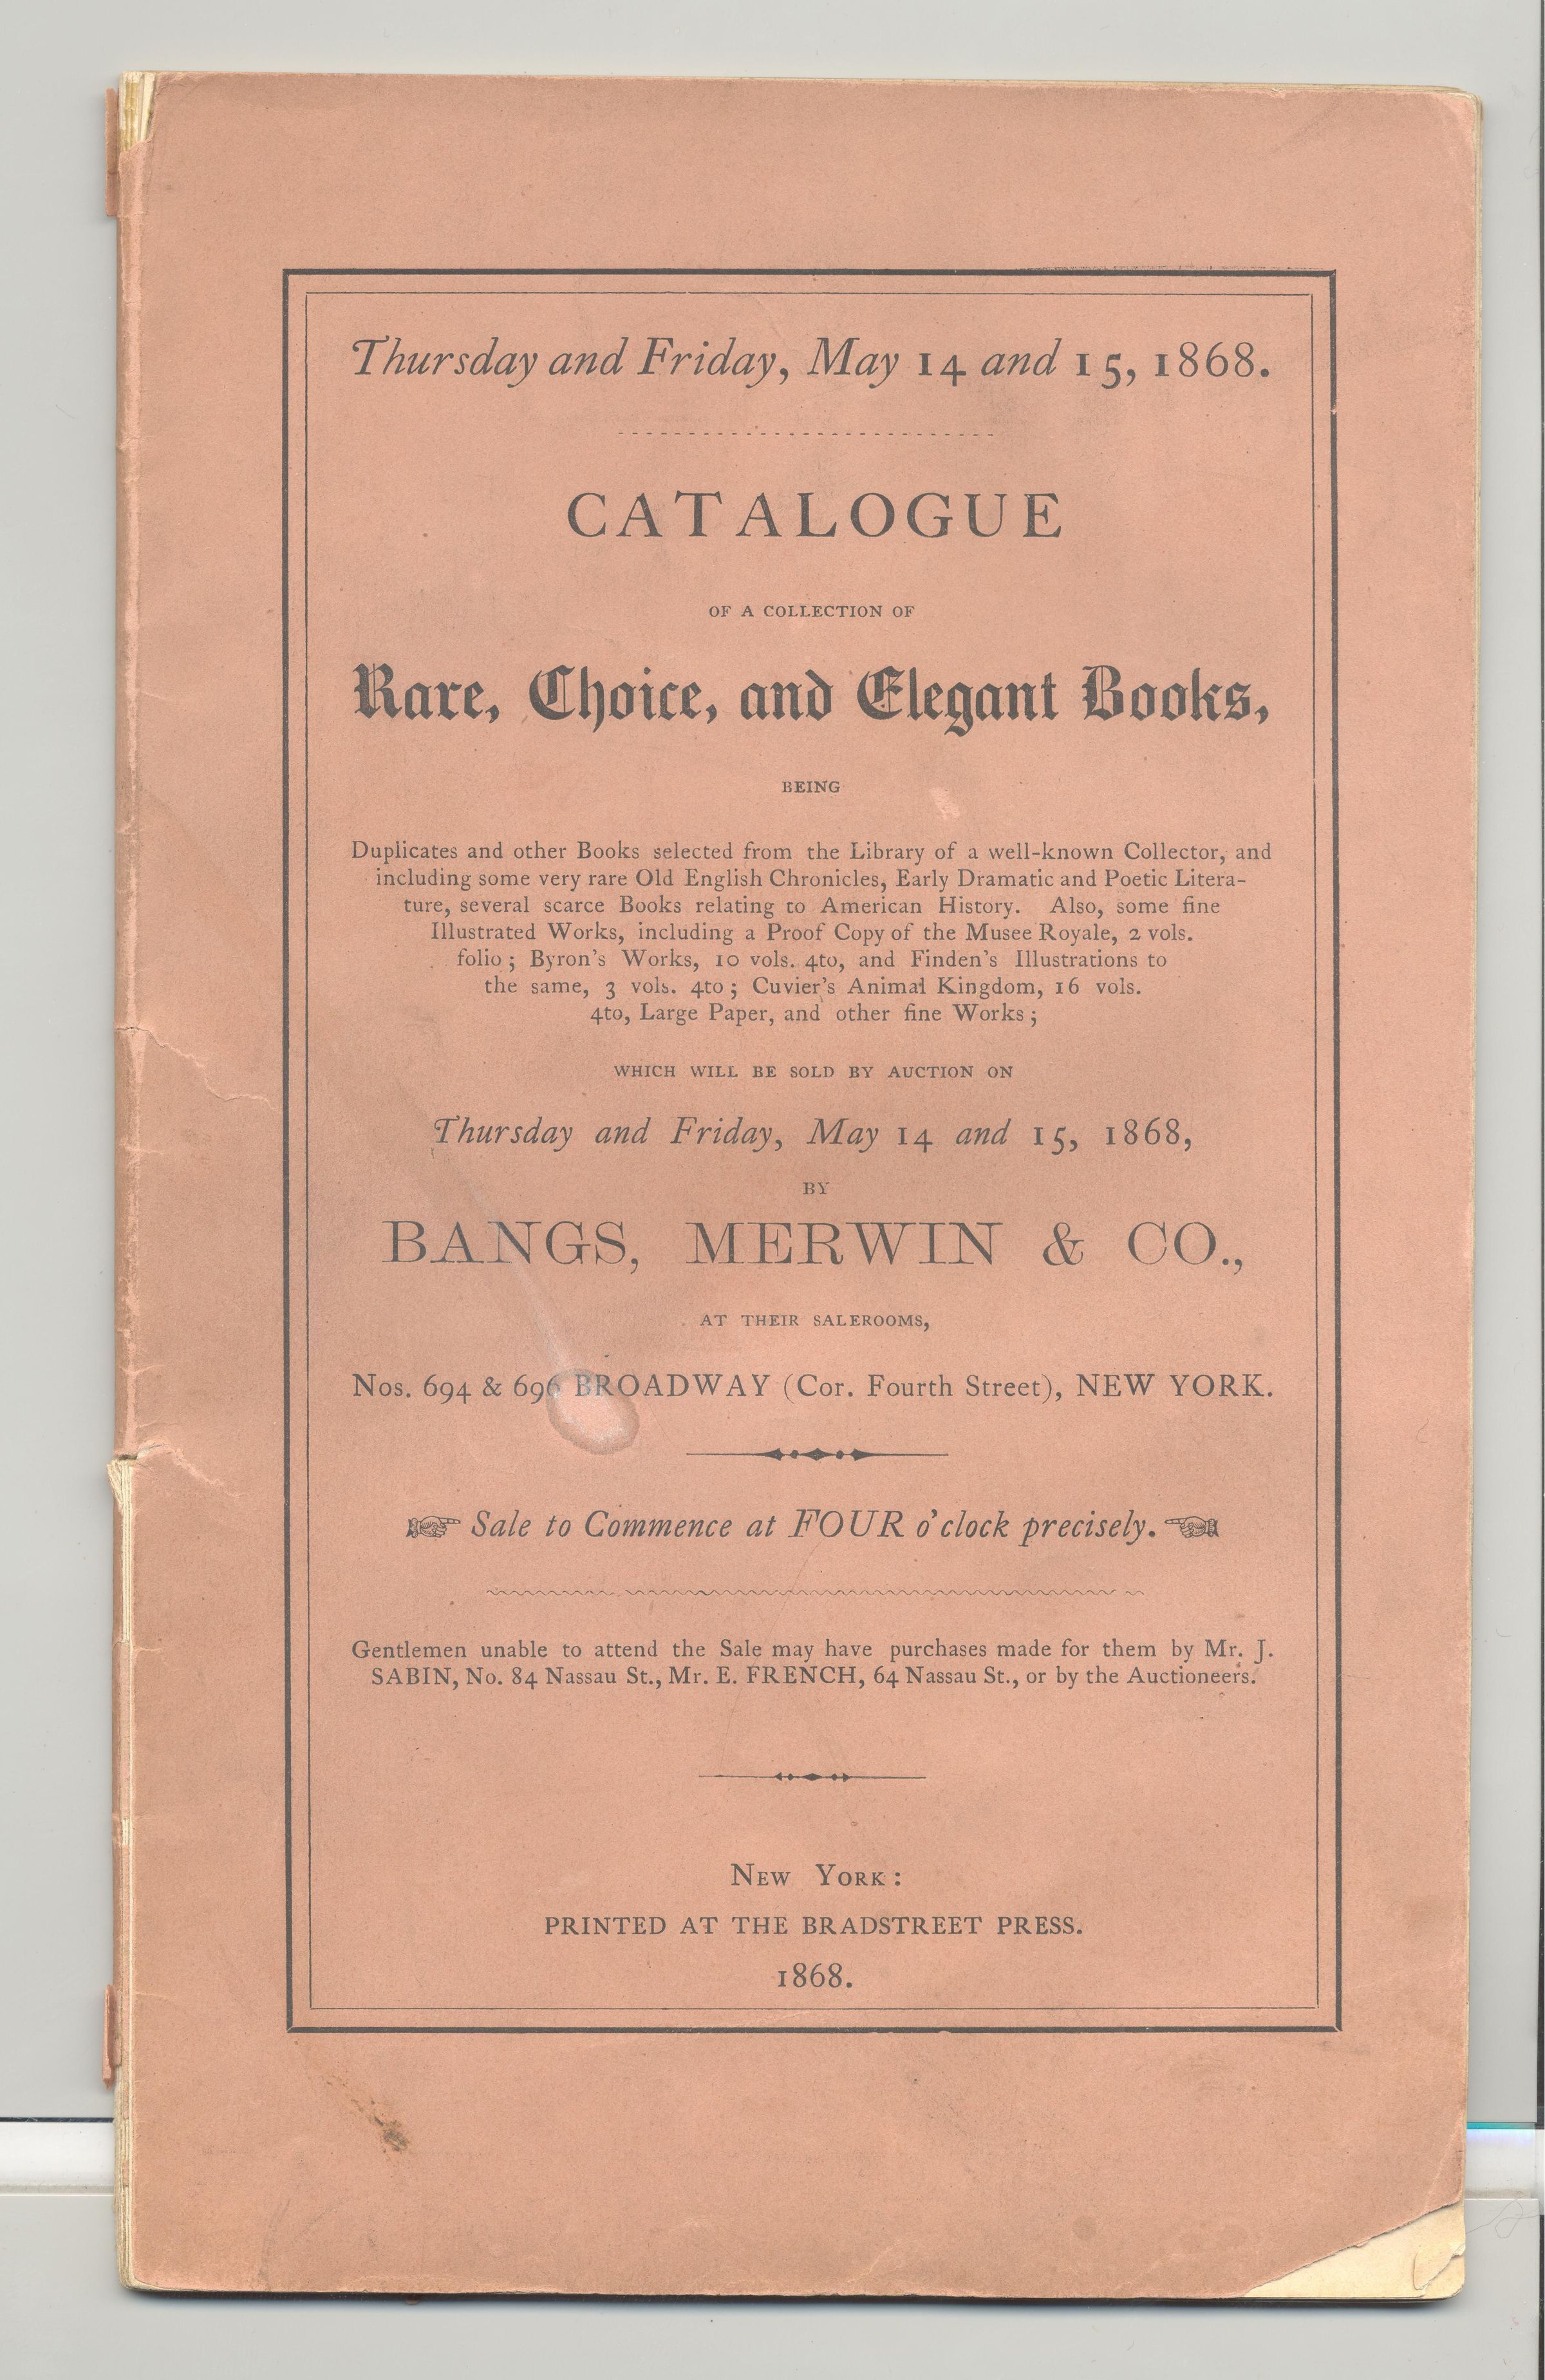 Thursday and Friday, May 14 and 15, 1868.
CATALOGUE
OF A COLLECTION OF
Rare, Choice, and Elegant Books,
BEING
Duplicates and other Books selected from the Library of a well-known Collector, and
including some very rare Old English Chronicles, Early Dramatic and Poetic Litera-
ture, several scarce Books relating to American History. Also, some fine
Illustrated Works, including a Proof Copy of the Musee Royale, 2 vols.
folio; Byron's Works, 10 vols. 4to, and Finden's Illustrations to
the same, 3 vols. 4to; Cuvier's Animal Kingdom, 16 vols.
4to, Large Paper, and other fine Works;
WHICH WILL BE SOLD BY AUCTION ON
Thursday and Friday, May 14 and 15, 1868,
BY
BANGS, MERWIN & CO.,
AT THEIR SALEROOMS,
Nos. 694 & 696 BROADWAY (Cor. Fourth Street), NEW YORK.
☞ Sale to Commence at FOUR o'clock precisely. ☜
Gentlemen unable to attend the Sale may have purchases made for them by Mr. J.
SABIN, No. 84 Nassau St., Mr. E. FRENCH, 64 Nassau St., or by the Auctioneers.
NEW YORK:
PRINTED AT THE BRADSTREET PRESS.
1868.